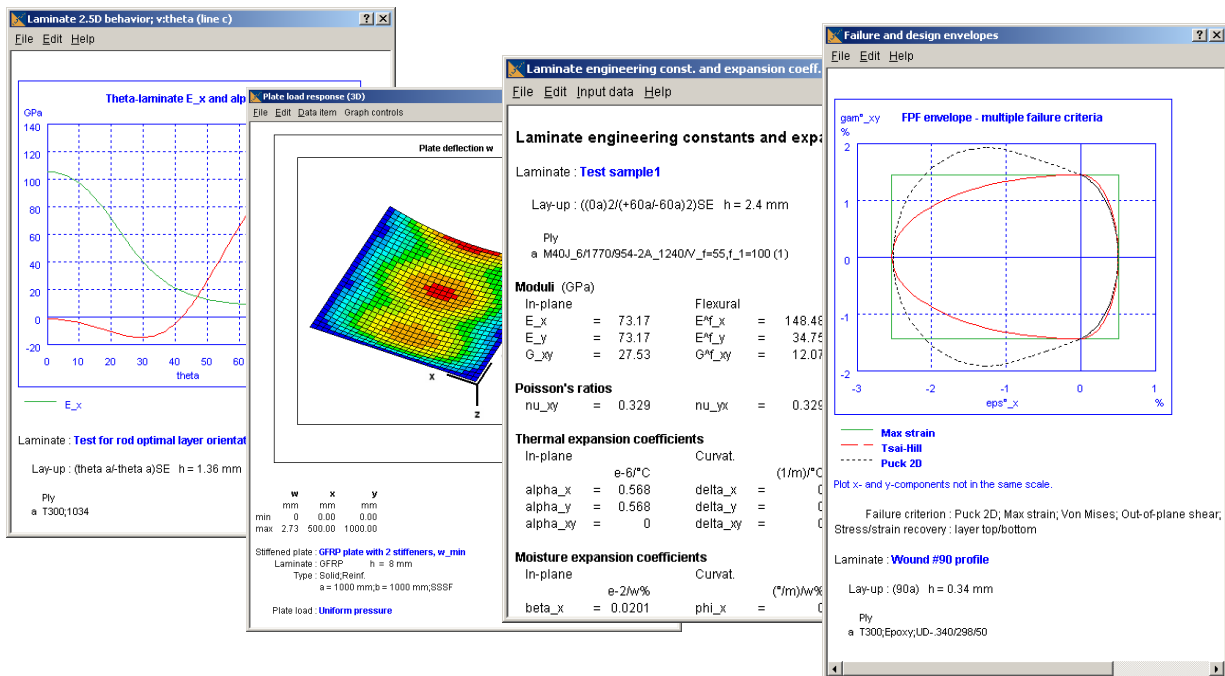 Laminate 2.5D behavior; v:theta (line c)
File Edit Help
Theta-laminate E_x and alp
GPa
140
120
100
80
60
40
20
0
-20
0 10 20 30 40 50 60
theta
E_x
Laminate : Test for rod optimal layer orientat
Lay-up : (theta a/-theta a)SE h = 1.36 mm
Ply
a T300;1034
Plate load response (3D)
File Edit Data item Graph controls
Plate deflection w
x
z
w x y
mm mm mm
min 0 0.00 0.00
max 2.73 500.00 1000.00
Stiffened plate : GFRP plate with 2 stiffeners, w_min
Laminate : GFRP h = 8 mm
Type : Solid;Reinf.
a = 1000 mm;b = 1000 mm;SSSF
Plate load : Uniform pressure
Laminate engineering const. and expansion coeff.
File Edit Input data Help
Laminate engineering constants and expa
Laminate : Test sample1
Lay-up : ((0a)2/(+60a/-60a)2)SE h = 2.4 mm
Ply
a M40J_6/1770/954-2A_1240/V_f=55,f_1=100 (1)
Moduli (GPa)
In-plane Flexural
E_x = 73.17 E^f_x = 148.48
E_y = 73.17 E^f_y = 34.75
G_xy = 27.53 G^f_xy = 12.07
Poisson's ratios
nu_xy = 0.329 nu_yx = 0.329
Thermal expansion coefficients
In-plane Curvat.
e-6/°C (1/m)/°C
alpha_x = 0.568 delta_x = 0
alpha_y = 0.568 delta_y = 0
alpha_xy = 0 delta_xy = 0
Moisture expansion coefficients
In-plane Curvat.
e-2/w% (°/m)/w%
beta_x = 0.0201 phi_x = 0
Failure and design envelopes
File Edit Help
gam°_xy FPF envelope - multiple failure criteria
%
2
1
0
-1
-2
-3 -2 -1 0 1
eps°_x %
Max strain
Tsai-Hill
Puck 2D
Plot x- and y-components not in the same scale.
Failure criterion : Puck 2D; Max strain; Von Mises; Out-of-plane shear;
Stress/strain recovery : layer top/bottom
Laminate : Wound #90 profile
Lay-up : (90a) h = 0.34 mm
Ply
a T300;Epoxy;UD-.340/298/50